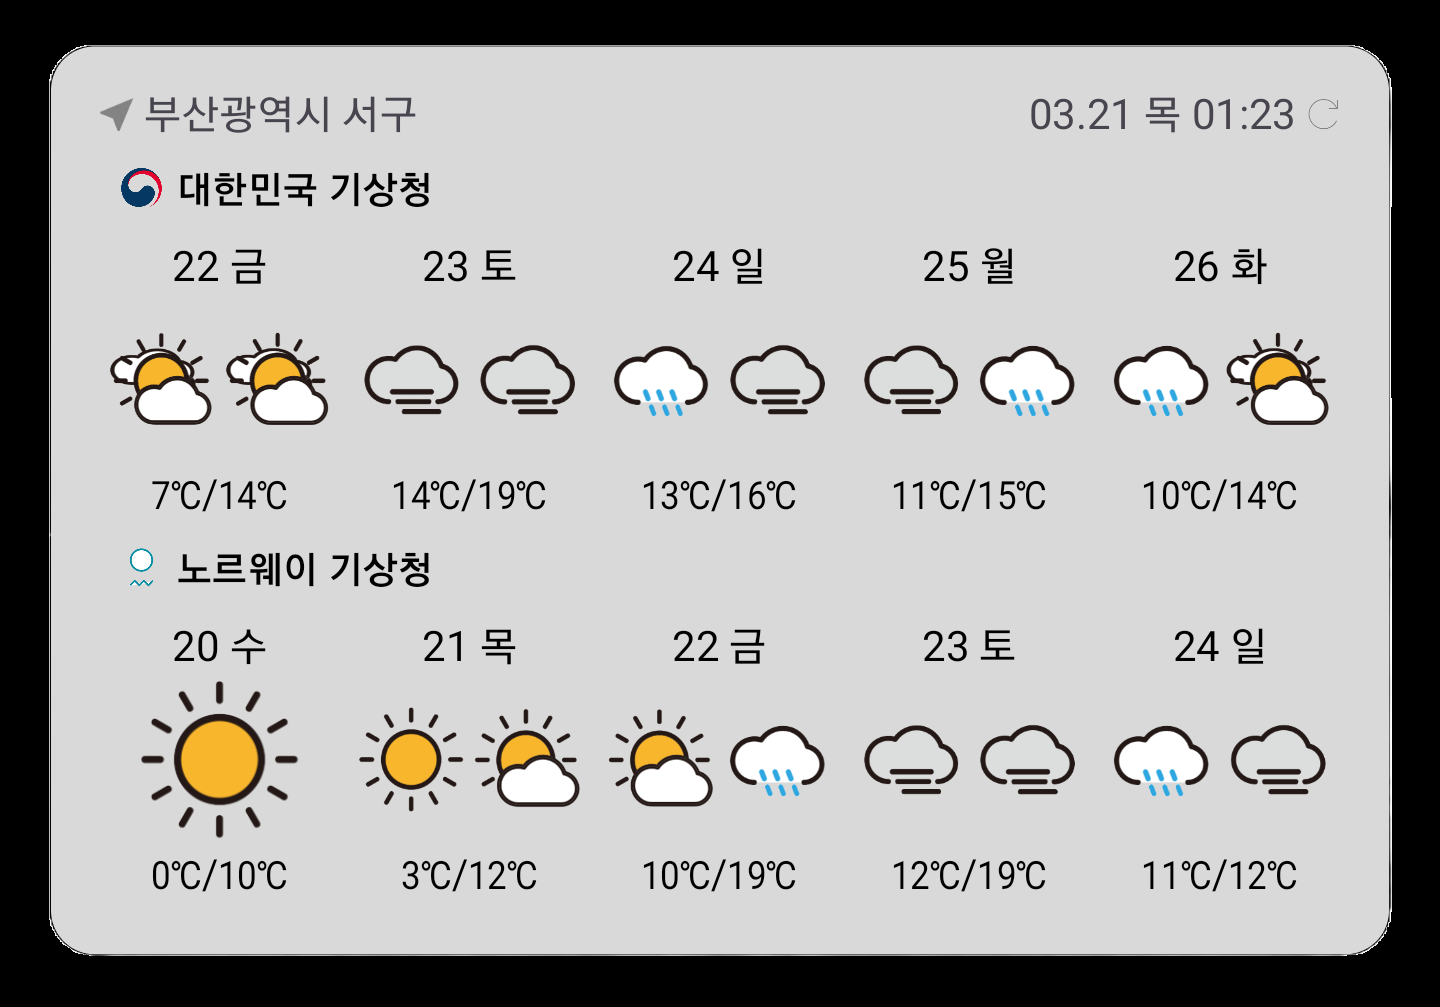 부산광역시 서구 03.21 목 01:23
대한민국 기상청
22 금 23 토 24 일 25 월 26 화
7℃/14℃ 14℃/19℃ 13℃/16℃ 11℃/15℃ 10℃/14℃
노르웨이 기상청
20 수 21 목 22 금 23 토 24 일
0℃/10℃ 3℃/12℃ 10℃/19℃ 12℃/19℃ 11℃/12℃